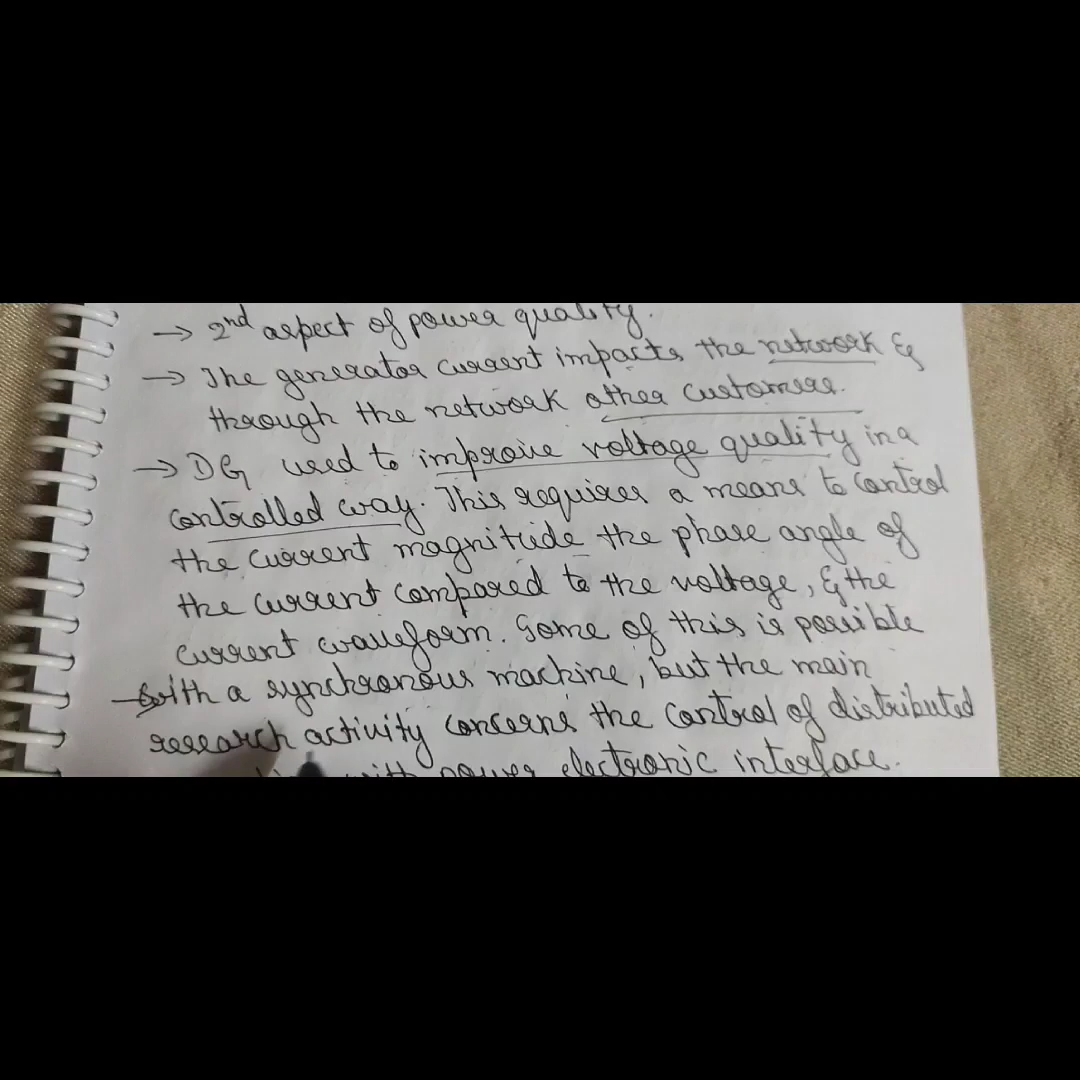 → 2nd aspect of power quality.
→ The generator current impacts the network &
through the network other customers.
→ DG used to improve voltage quality in a
controlled way. This requires a means to control
the current magnitude the phase angle of
the current compared to the voltage, & the
current waveform. Some of this is possible
with a synchronous machine, but the main
research activity concerns the control of distributed
with power electronic interface.